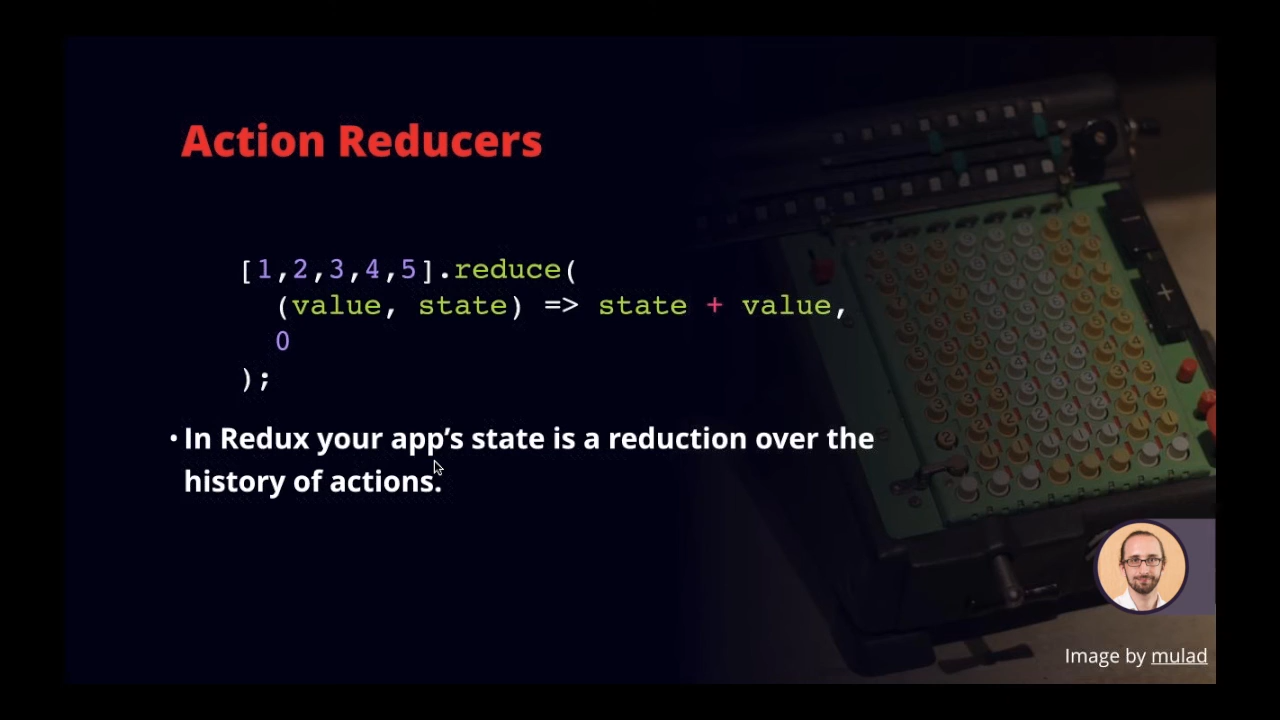 Action Reducers
[1,2,3,4,5].reduce(
(value, state) => state + value,
0
);
• In Redux your app’s state is a reduction over the
history of actions.
Image by mulad